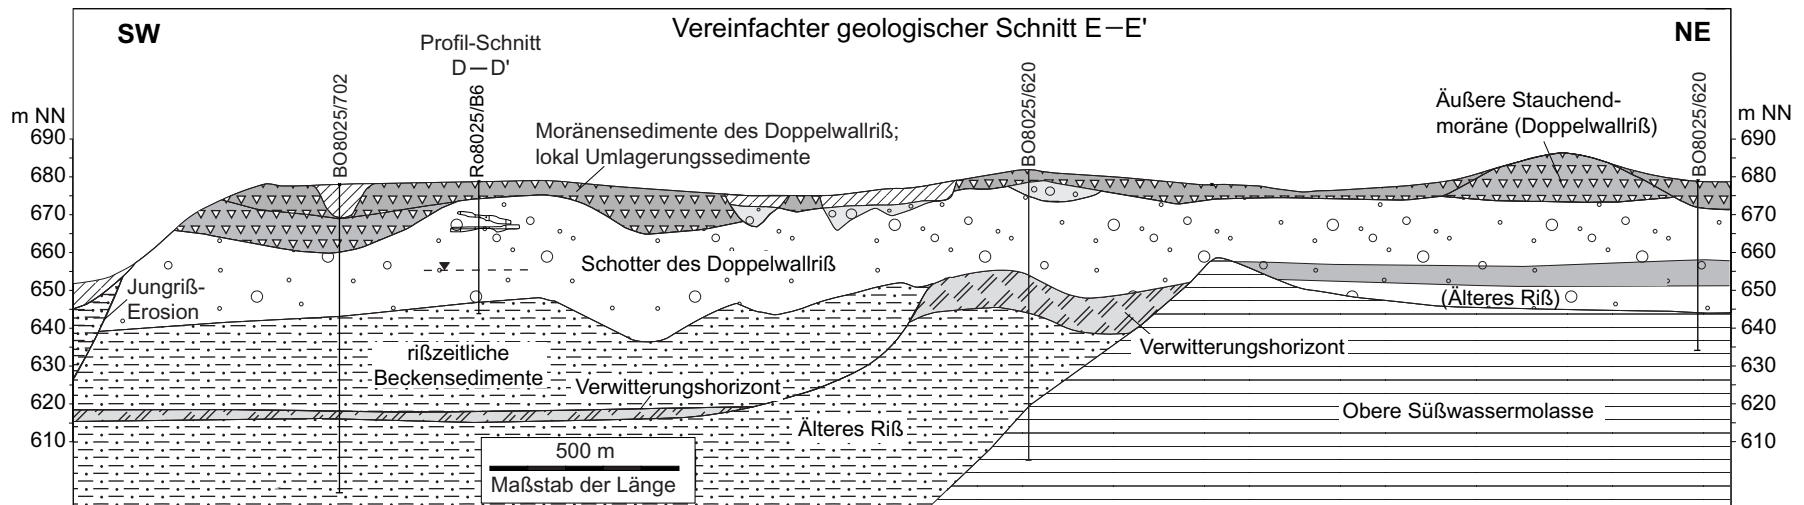 Vereinfachter geologischer Schnitt E—E'
SW
NE
Profil-Schnitt
D—D'
BO8025/702
Ro8025/B6
BO8025/620
BO8025/620
m NN
690
680
670
660
650
640
630
620
610
m NN
690
680
670
660
650
640
630
620
610
Moränensedimente des Doppelwallriß;
lokal Umlagerungssedimente
Äußere Stauchend-
moräne (Doppelwallriß)
Schotter des Doppelwallriß
Jungriß-
Erosion
(Älteres Riß)
Verwitterungshorizont
rißzeitliche
Beckensedimente
Verwitterungshorizont
Älteres Riß
Obere Süßwassermolasse
500 m
Maßstab der Länge